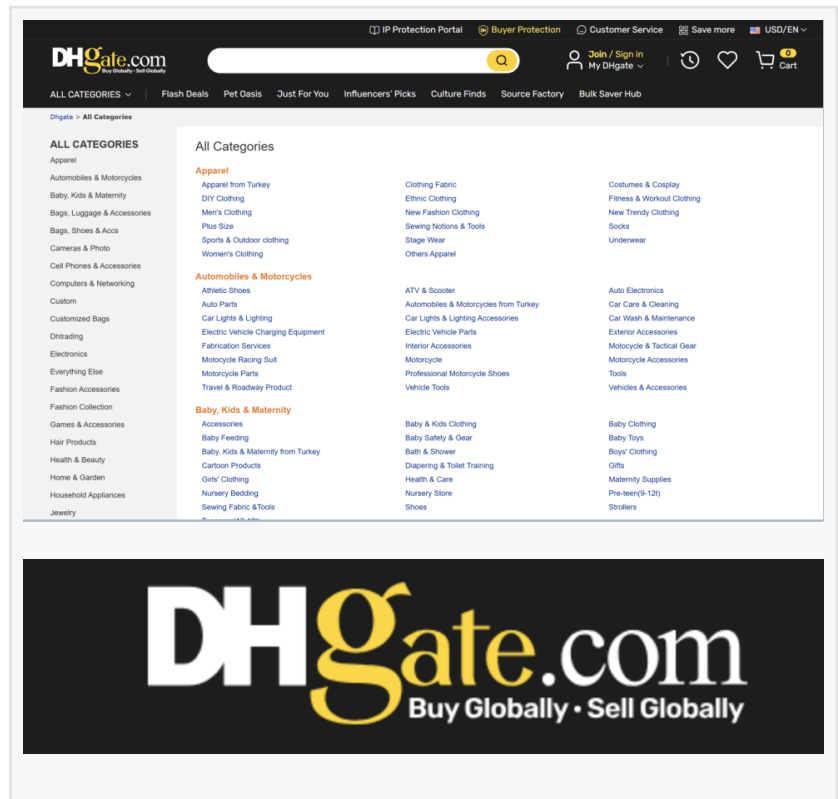 IP Protection Portal Buyer Protection Customer Service Save more USD/EN
DHgate.com
Buy Globally · Sell Globally
Join / Sign in
My DHgate
0
Cart
ALL CATEGORIES Flash Deals Pet Oasis Just For You Influencers' Picks Culture Finds Source Factory Bulk Saver Hub
Dhgate > All Categories
ALL CATEGORIES
Apparel
Automobiles & Motorcycles
Baby, Kids & Maternity
Bags, Luggage & Accessories
Bags, Shoes & Accs
Cameras & Photo
Cell Phones & Accessories
Computers & Networking
Custom
Customized Bags
Dhtrading
Electronics
Everything Else
Fashion Accessories
Fashion Collection
Games & Accessories
Hair Products
Health & Beauty
Home & Garden
Household Appliances
Jewelry
All Categories
Apparel
Apparel from Turkey Clothing Fabric Costumes & Cosplay
DIY Clothing Ethnic Clothing Fitness & Workout Clothing
Men's Clothing New Fashion Clothing New Trendy Clothing
Plus Size Sewing Notions & Tools Socks
Sports & Outdoor clothing Stage Wear Underwear
Women's Clothing Others Apparel
Automobiles & Motorcycles
Athletic Shoes ATV & Scooter Auto Electronics
Auto Parts Automobiles & Motorcycles from Turkey Car Care & Cleaning
Car Lights & Lighting Car Lights & Lighting Accessories Car Wash & Maintenance
Electric Vehicle Charging Equipment Electric Vehicle Parts Exterior Accessories
Fabrication Services Interior Accessories Motocycle & Tactical Gear
Motocycle Racing Suit Motorcycle Motorcycle Accessories
Motorcycle Parts Professional Motorcycle Shoes Tools
Travel & Roadway Product Vehicle Tools Vehicles & Accessories
Baby, Kids & Maternity
Accessories Baby & Kids Clothing Baby Clothing
Baby Feeding Baby Safety & Gear Baby Toys
Baby, Kids & Maternity from Turkey Bath & Shower Boys' Clothing
Cartoon Products Diapering & Toilet Training Gifts
Girls' Clothing Health & Care Maternity Supplies
Nursery Bedding Nursery Store Pre-teen(9-12t)
Sewing Fabric &Tools Shoes Strollers
DHgate.com
Buy Globally · Sell Globally